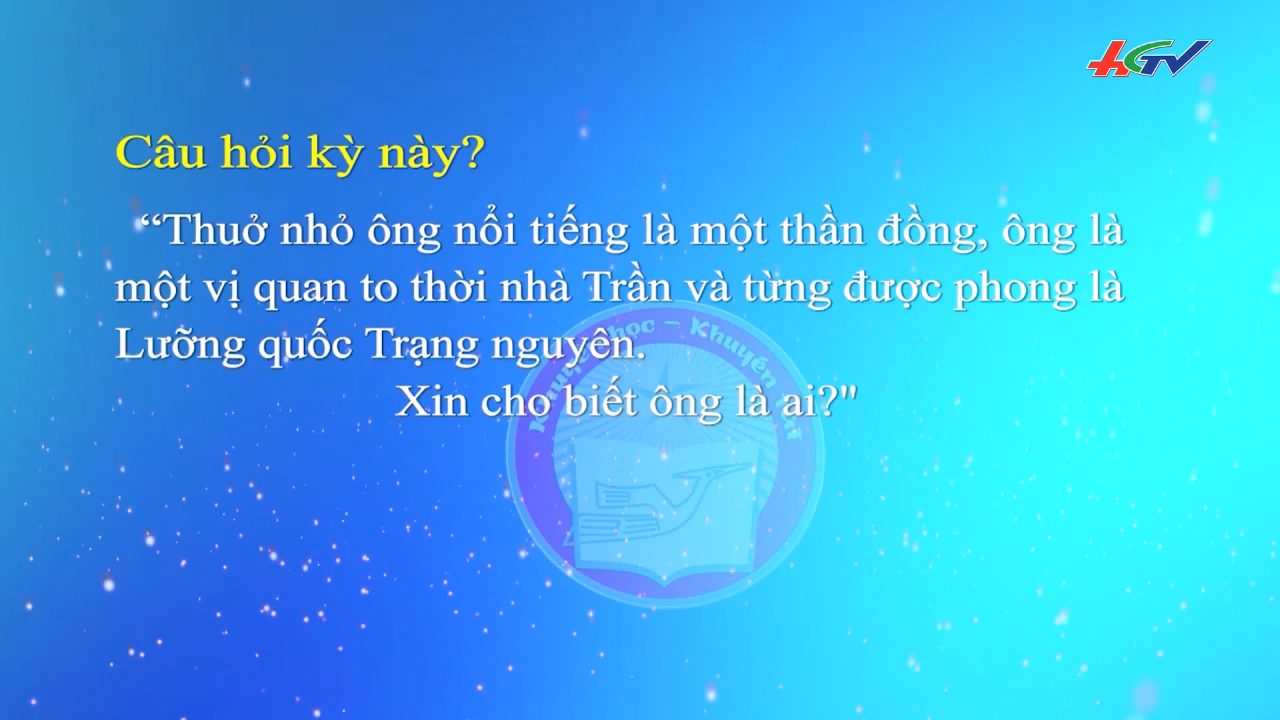 HGTV
Câu hỏi kỳ này?
“Thuở nhỏ ông nổi tiếng là một thần đồng, ông là
một vị quan to thời nhà Trần và từng được phong là
Lưỡng quốc Trạng nguyên.
Xin cho biết ông là ai?"
học – Khuyến